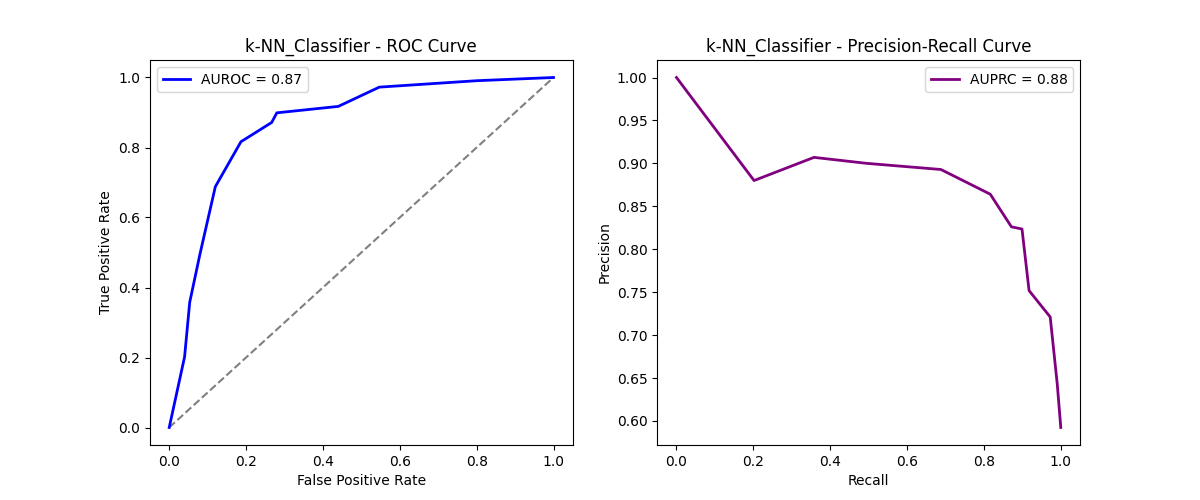 k-NN_Classifier - ROC Curve
AUROC = 0.87
1.0
0.8
0.6
0.4
0.2
0.0
True Positive Rate
0.0 0.2 0.4 0.6 0.8 1.0
False Positive Rate
k-NN_Classifier - Precision-Recall Curve
AUPRC = 0.88
1.00
0.95
0.90
0.85
0.80
0.75
0.70
0.65
0.60
Precision
0.0 0.2 0.4 0.6 0.8 1.0
Recall